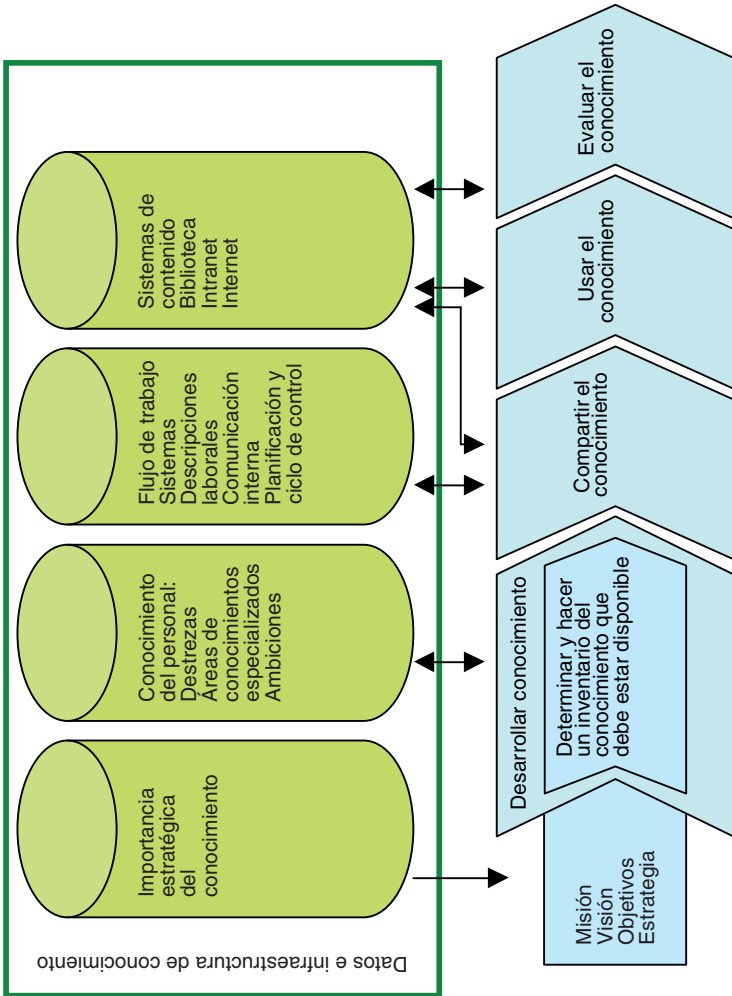 Datos e infraestructura de conocimiento
Importancia
estratégica
del
conocimiento
Conocimiento
del personal:
Destrezas
Áreas de
conocimientos
especializados
Ambiciones
Flujo de trabajo
Sistemas
Descripciones
laborales
Comunicación
interna
Planificación y
ciclo de control
Sistemas de
contenido
Biblioteca
Intranet
Internet
Misión
Visión
Objetivos
Estrategia
Desarrollar conocimiento
Determinar y hacer
un inventario del
conocimiento que
debe estar disponible
Compartir el
conocimiento
Usar el
conocimiento
Evaluar el
conocimiento